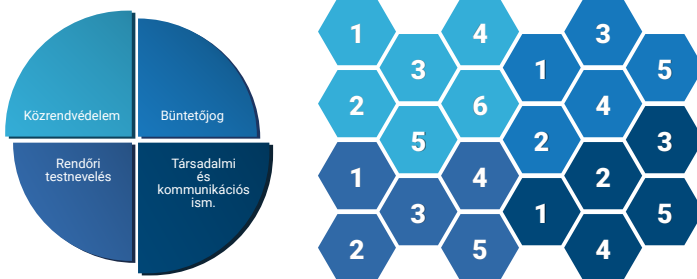 Közrendvédelem
Büntetőjog
Rendőri
testnevelés
Társadalmi
és
kommunikációs
ism.
1
4
3
3
1
5
2
6
4
5
2
3
1
4
2
3
1
5
2
5
4